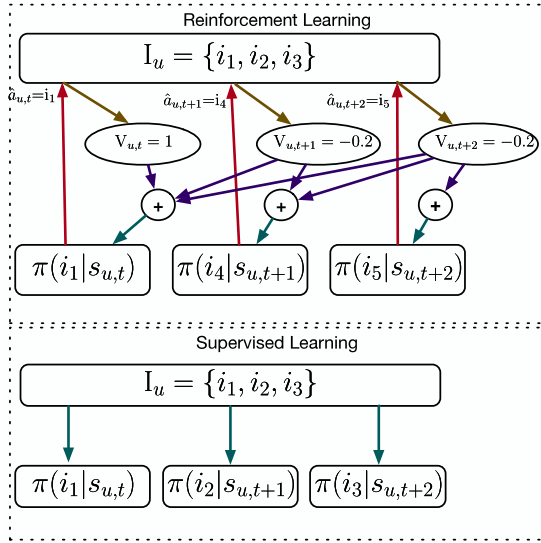 Reinforcement Learning
I_u = {i_1, i_2, i_3}
â_{u,t}=i_1
â_{u,t+1}=i_4
â_{u,t+2}=i_5
V_{u,t} = 1
V_{u,t+1} = −0.2
V_{u,t+2} = −0.2
+
+
+
π(i_1|s_{u,t})
π(i_4|s_{u,t+1})
π(i_5|s_{u,t+2})
Supervised Learning
I_u = {i_1, i_2, i_3}
π(i_1|s_{u,t})
π(i_2|s_{u,t+1})
π(i_3|s_{u,t+2})